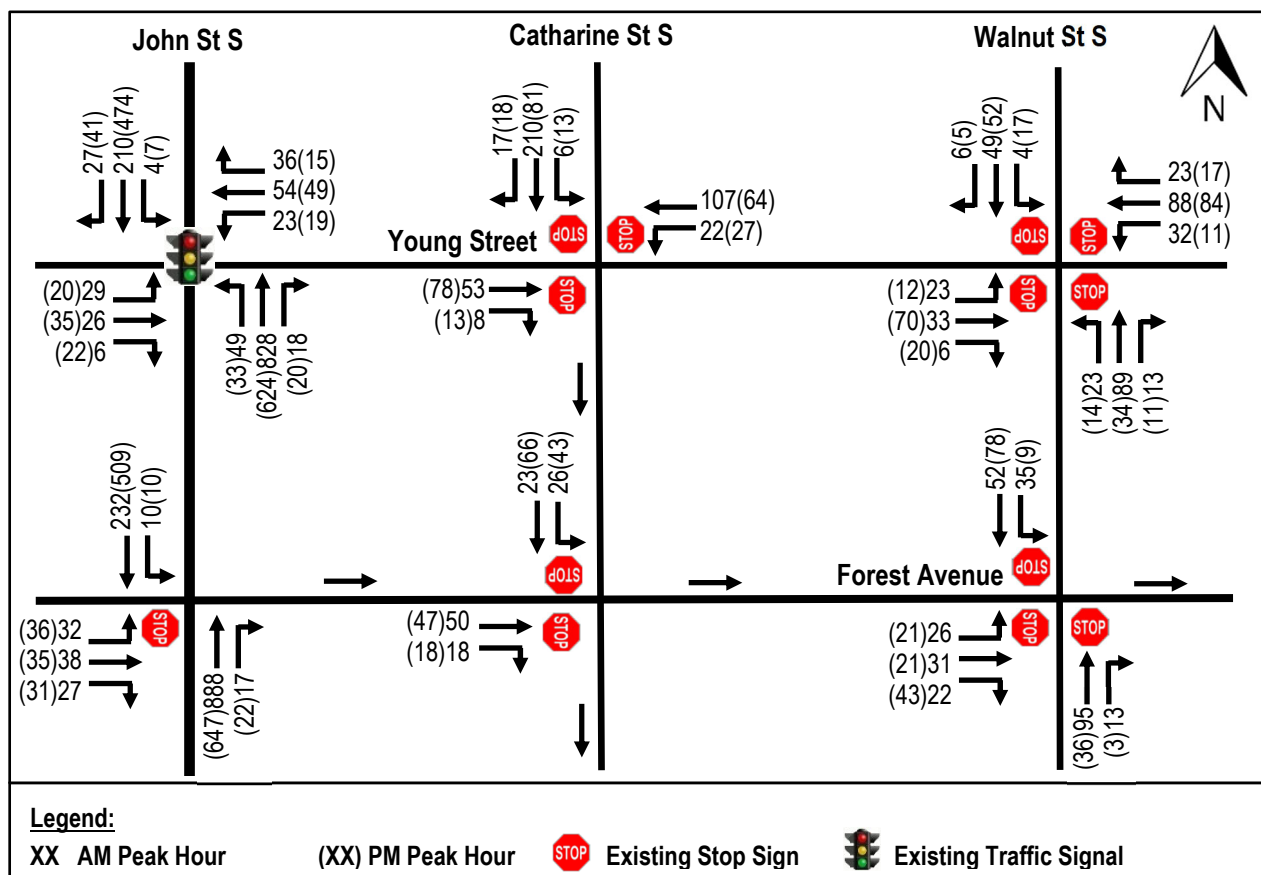 John St S
Catharine St S
Walnut St S
N
27(41)
210(474)
4(7)
36(15)
54(49)
23(19)
17(18)
210(81)
6(13)
107(64)
22(27)
6(5)
49(52)
4(17)
23(17)
88(84)
32(11)
Young Street
STOP
STOP
STOP
STOP
(20)29
(35)26
(22)6
(33)49
(624)828
(20)18
(78)53
(13)8
STOP
(12)23
(70)33
(20)6
STOP
STOP
(14)23
(34)89
(11)13
232(509)
10(10)
23(66)
26(43)
52(78)
35(9)
STOP
Forest Avenue
STOP
(36)32
(35)38
(31)27
STOP
(647)888
(22)17
(47)50
(18)18
STOP
(21)26
(21)31
(43)22
STOP
STOP
(36)95
(3)13
Legend:
XX AM Peak Hour (XX) PM Peak Hour STOP Existing Stop Sign Existing Traffic Signal